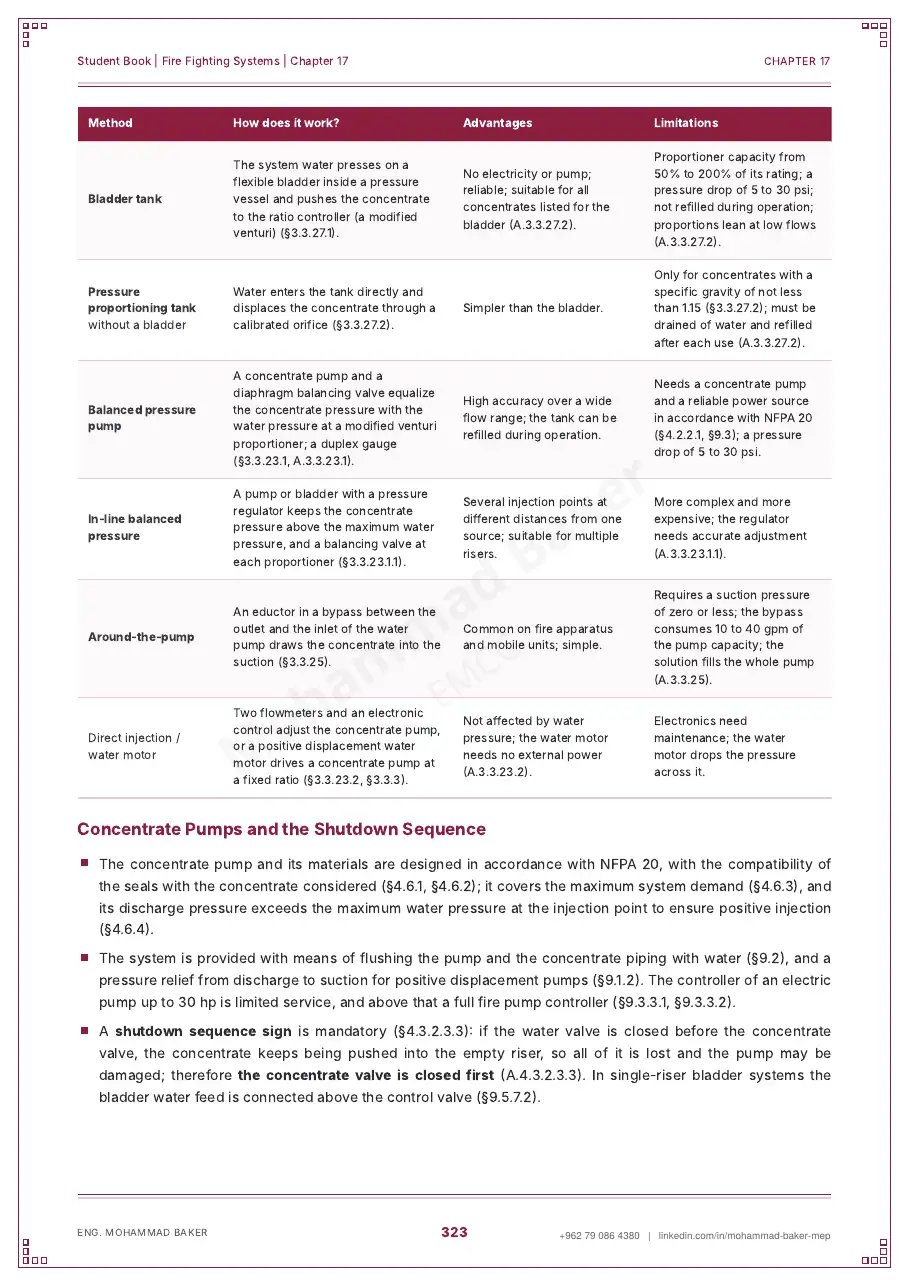 Student Book | Fire Fighting Systems | Chapter 17
CHAPTER 17
Method
How does it work?
Advantages
Limitations
Bladder tank
The system water presses on a
flexible bladder inside a pressure
vessel and pushes the concentrate
to the ratio controller (a modified
venturi) (§3.3.27.1).
No electricity or pump;
reliable; suitable for all
concentrates listed for the
bladder (A.3.3.27.2).
Proportioner capacity from
50% to 200% of its rating; a
pressure drop of 5 to 30 psi;
not refilled during operation;
proportions lean at low flows
(A.3.3.27.2).
Pressure
proportioning tank
without a bladder
Water enters the tank directly and
displaces the concentrate through a
calibrated orifice (§3.3.27.2).
Simpler than the bladder.
Only for concentrates with a
specific gravity of not less
than 1.15 (§3.3.27.2); must be
drained of water and refilled
after each use (A.3.3.27.2).
Balanced pressure
pump
A concentrate pump and a
diaphragm balancing valve equalize
the concentrate pressure with the
water pressure at a modified venturi
proportioner; a duplex gauge
(§3.3.23.1, A.3.3.23.1).
High accuracy over a wide
flow range; the tank can be
refilled during operation.
Needs a concentrate pump
and a reliable power source
in accordance with NFPA 20
(§4.2.2.1, §9.3); a pressure
drop of 5 to 30 psi.
In-line balanced
pressure
A pump or bladder with a pressure
regulator keeps the concentrate
pressure above the maximum water
pressure, and a balancing valve at
each proportioner (§3.3.23.1.1).
Several injection points at
different distances from one
source; suitable for multiple
risers.
More complex and more
expensive; the regulator
needs accurate adjustment
(A.3.3.23.1.1).
Around-the-pump
An eductor in a bypass between the
outlet and the inlet of the water
pump draws the concentrate into the
suction (§3.3.25).
Common on fire apparatus
and mobile units; simple.
Requires a suction pressure
of zero or less; the bypass
consumes 10 to 40 gpm of
the pump capacity; the
solution fills the whole pump
(A.3.3.25).
Direct injection /
water motor
Two flowmeters and an electronic
control adjust the concentrate pump,
or a positive displacement water
motor drives a concentrate pump at
a fixed ratio (§3.3.23.2, §3.3.3).
Not affected by water
pressure; the water motor
needs no external power
(A.3.3.23.2).
Electronics need
maintenance; the water
motor drops the pressure
across it.
Concentrate Pumps and the Shutdown Sequence
The concentrate pump and its materials are designed in accordance with NFPA 20, with the compatibility of
the seals with the concentrate considered (§4.6.1, §4.6.2); it covers the maximum system demand (§4.6.3), and
its discharge pressure exceeds the maximum water pressure at the injection point to ensure positive injection
(§4.6.4).
The system is provided with means of flushing the pump and the concentrate piping with water (§9.2), and a
pressure relief from discharge to suction for positive displacement pumps (§9.1.2). The controller of an electric
pump up to 30 hp is limited service, and above that a full fire pump controller (§9.3.3.1, §9.3.3.2).
A shutdown sequence sign is mandatory (§4.3.2.3.3): if the water valve is closed before the concentrate
valve, the concentrate keeps being pushed into the empty riser, so all of it is lost and the pump may be
damaged; therefore the concentrate valve is closed first (A.4.3.2.3.3). In single-riser bladder systems the
bladder water feed is connected above the control valve (§9.5.7.2).
ENG. MOHAMMAD BAKER
323
+962 79 086 4380 | linkedin.com/in/mohammad-baker-mep